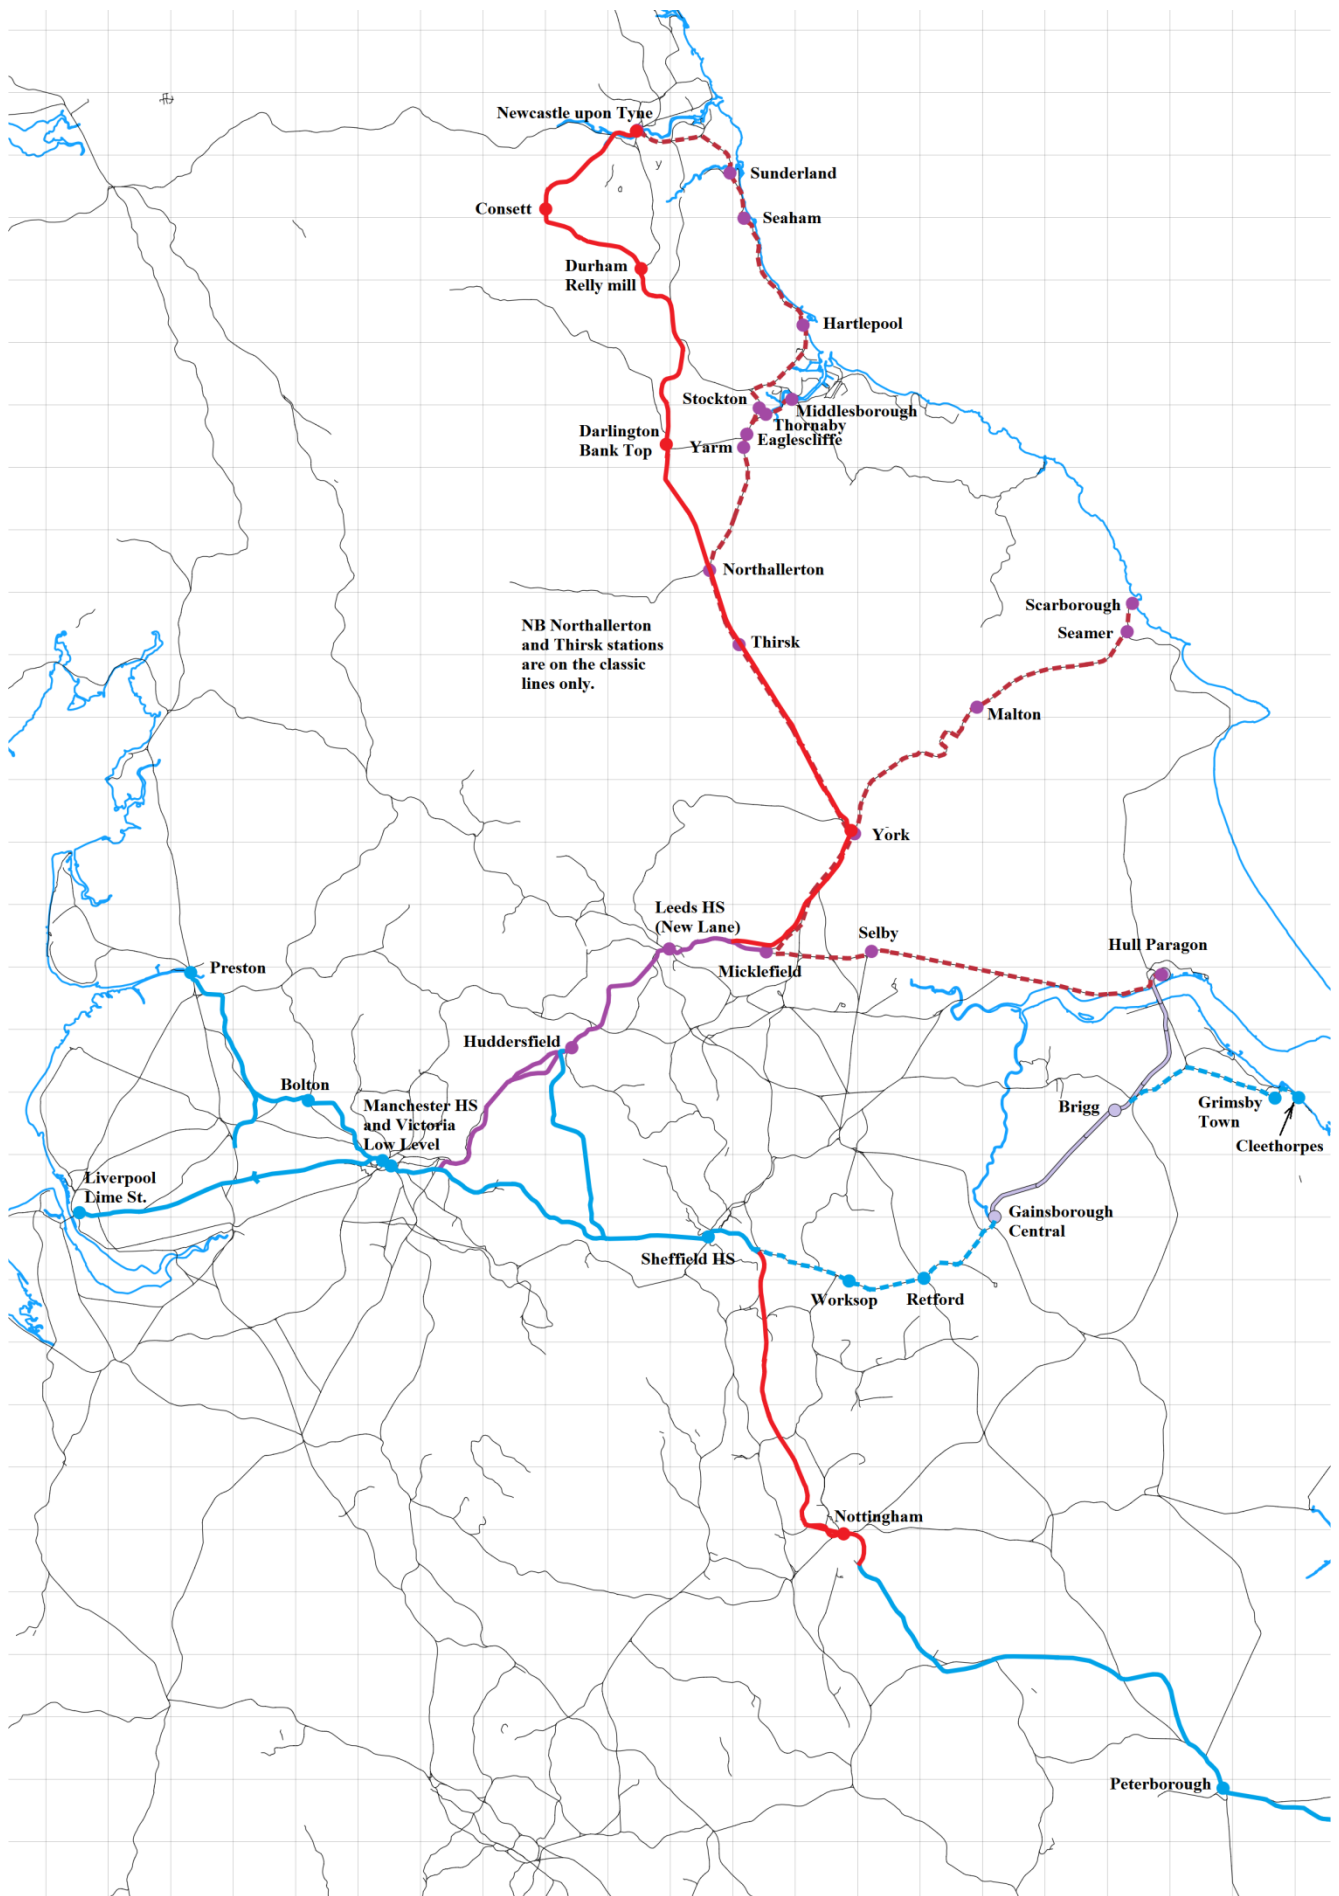 Newcastle upon Tyne
Sunderland
Consett
Seaham
Durham
Relly mill
Hartlepool
Stockton
Middlesborough
Thornaby
Darlington
Bank Top
Eaglescliffe
Yarm
Northallerton
Scarborough
NB Northallerton
and Thirsk stations
are on the classic
lines only.
Seamer
Thirsk
Malton
York
Leeds HS
(New Lane)
Selby
Hull Paragon
Preston
Micklefield
Huddersfield
Bolton
Manchester HS
and Victoria
Low Level
Brigg
Grimsby
Town
Cleethorpes
Liverpool
Lime St.
Gainsborough
Central
Sheffield HS
Worksop
Retford
Nottingham
Peterborough